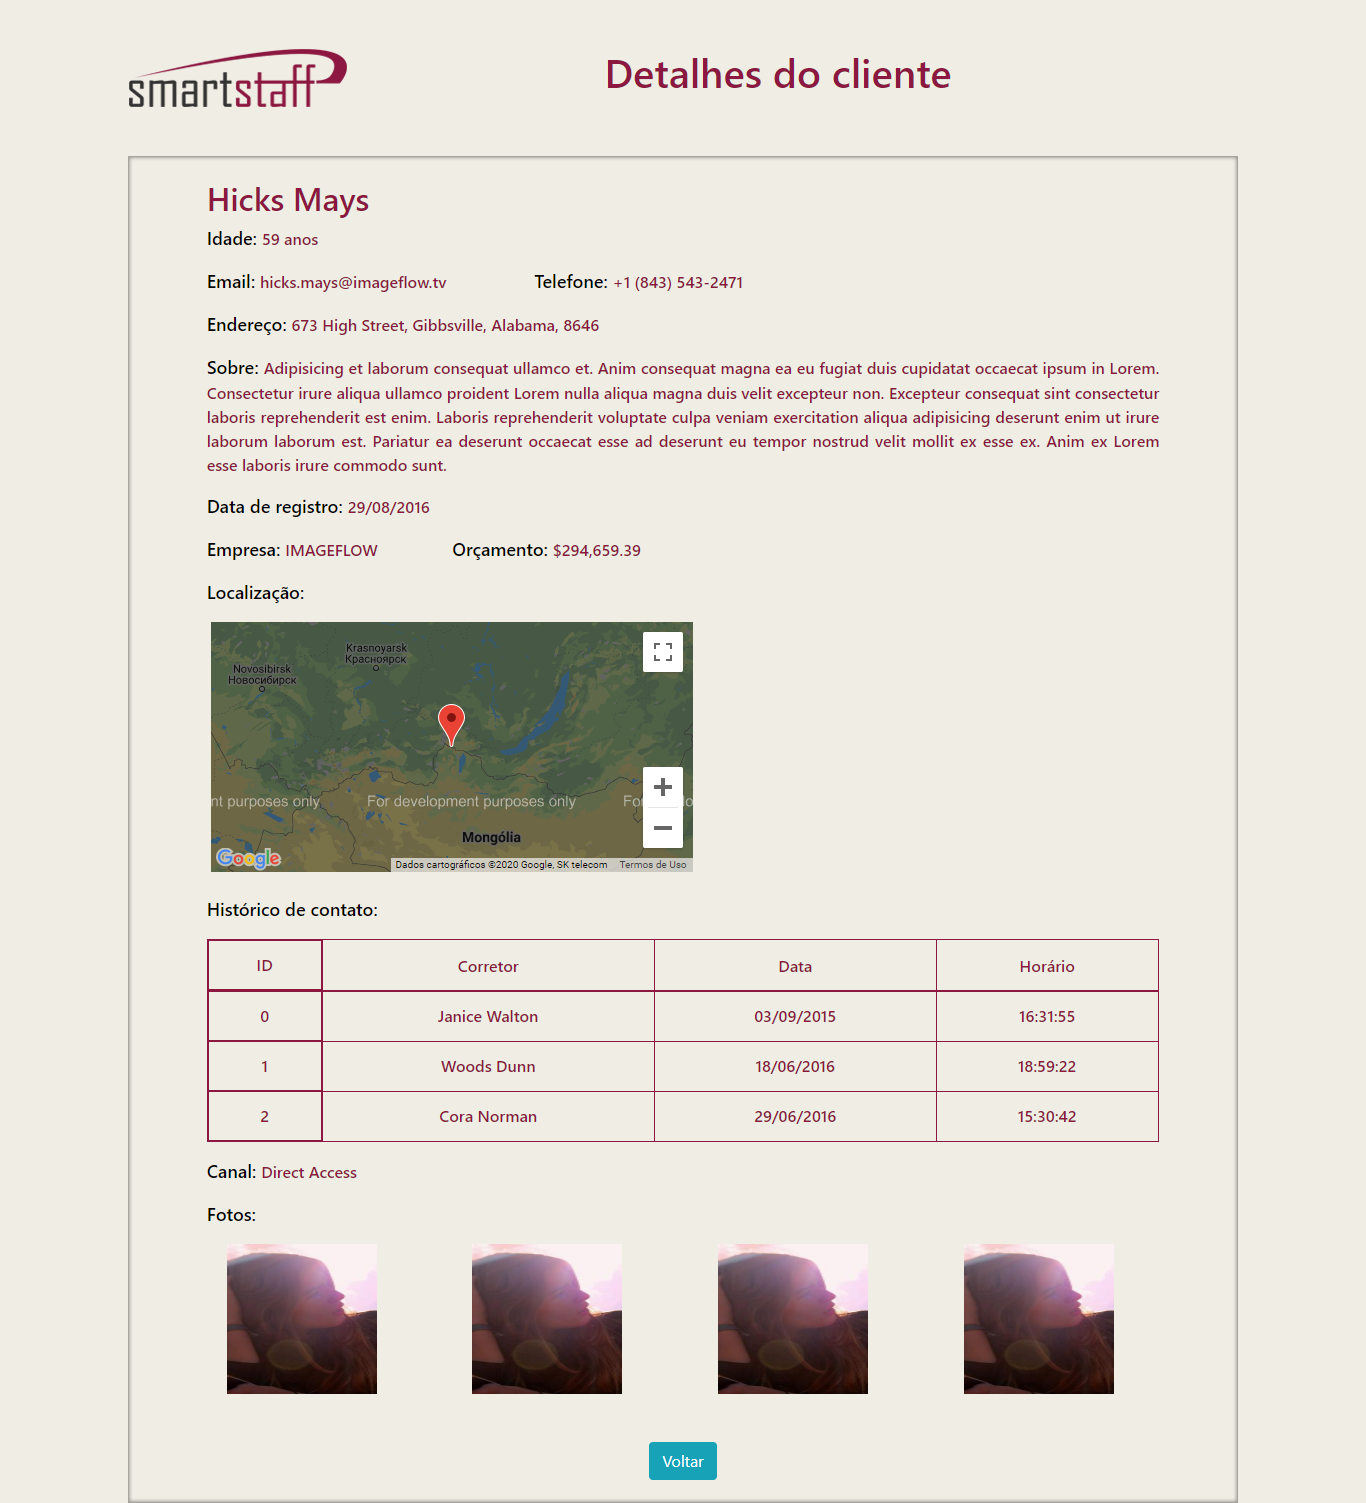 smartstaff
Detalhes do cliente
Hicks Mays
Idade: 59 anos
Email: hicks.mays@imageflow.tv Telefone: +1 (843) 543-2471
Endereço: 673 High Street, Gibbsville, Alabama, 8646
Sobre: Adipisicing et laborum consequat ullamco et. Anim consequat magna ea eu fugiat duis cupidatat occaecat ipsum in Lorem.
Consectetur irure aliqua ullamco proident Lorem nulla aliqua magna duis velit excepteur non. Excepteur consequat sint consectetur
laboris reprehenderit est enim. Laboris reprehenderit voluptate culpa veniam exercitation aliqua adipisicing deserunt enim ut irure
laborum laborum est. Pariatur ea deserunt occaecat esse ad deserunt eu tempor nostrud velit mollit ex esse ex. Anim ex Lorem
esse laboris irure commodo sunt.
Data de registro: 29/08/2016
Empresa: IMAGEFLOW Orçamento: $294,659.39
Localização:
Krasnoyarsk
Красноярск
Novosibirsk
Новосибирск
nt purposes only For development purposes only For lo
Mongólia
Google
Dados cartográficos ©2020 Google, SK telecom Termos de Uso
Histórico de contato:
ID Corretor Data Horário
0 Janice Walton 03/09/2015 16:31:55
1 Woods Dunn 18/06/2016 18:59:22
2 Cora Norman 29/06/2016 15:30:42
Canal: Direct Access
Fotos:
Voltar